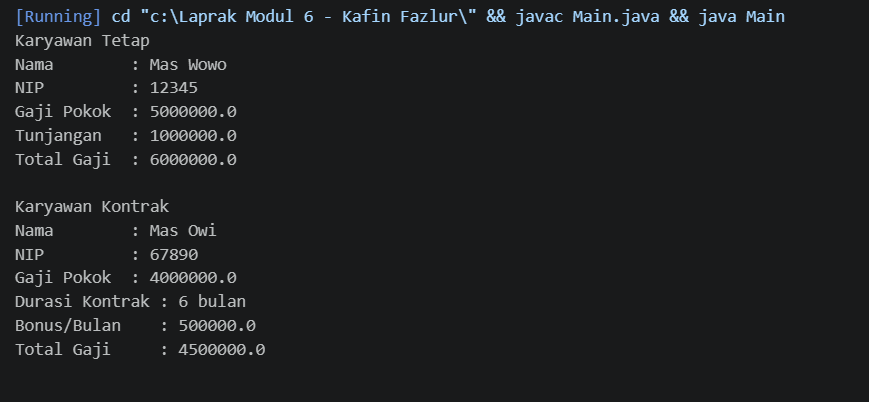 [Running] cd "c:\Laprak Modul 6 - Kafin Fazlur\" && javac Main.java && java Main
Karyawan Tetap
Nama        : Mas Wowo
NIP         : 12345
Gaji Pokok  : 5000000.0
Tunjangan   : 1000000.0
Total Gaji  : 6000000.0

Karyawan Kontrak
Nama        : Mas Owi
NIP         : 67890
Gaji Pokok  : 4000000.0
Durasi Kontrak : 6 bulan
Bonus/Bulan    : 500000.0
Total Gaji     : 4500000.0